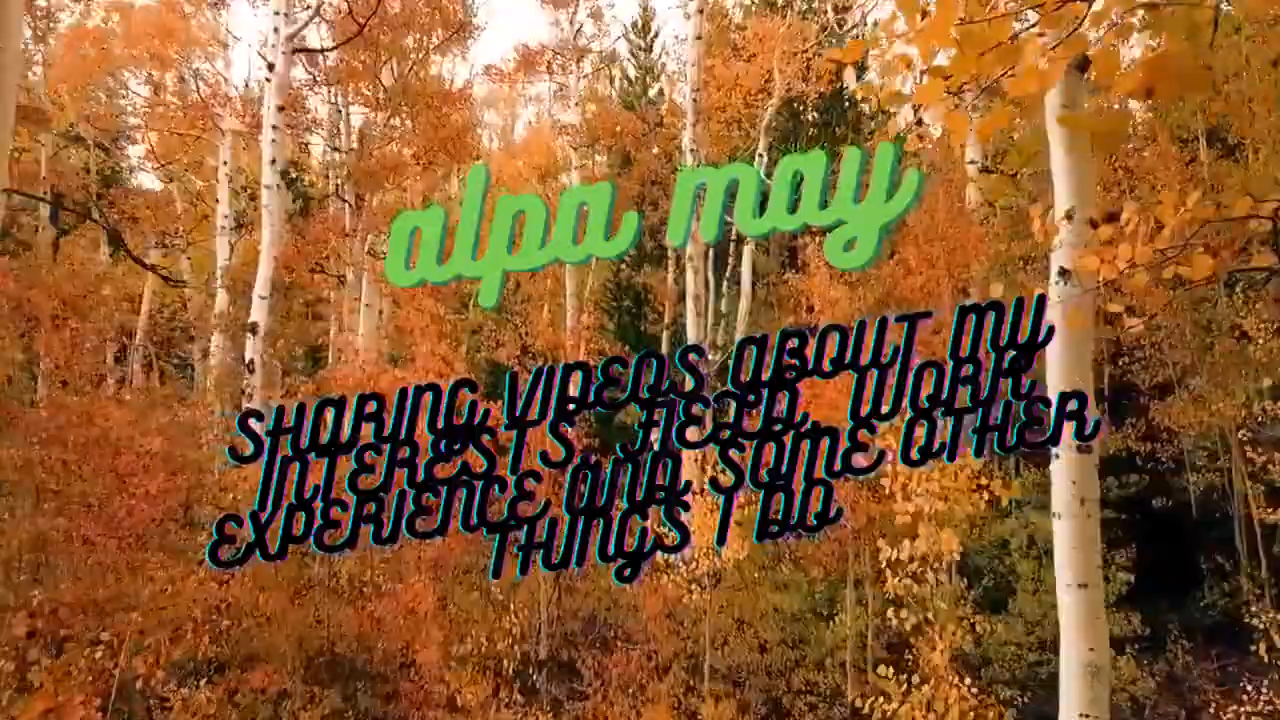 alpa may
SHARING VIDEOS ABOUT MY
INTERESTS, FIELD, WORK
EXPERIENCE AND SOME OTHER
THINGS I DO